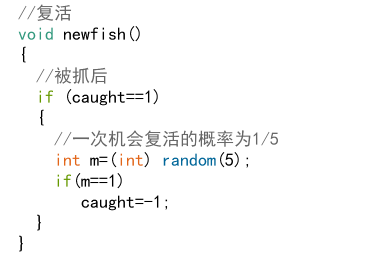 //复活
void newfish()
{
//被抓后
if (caught==1)
{
//一次机会复活的概率为1/5
int m=(int) random(5);
if(m==1)
caught=-1;
}
}